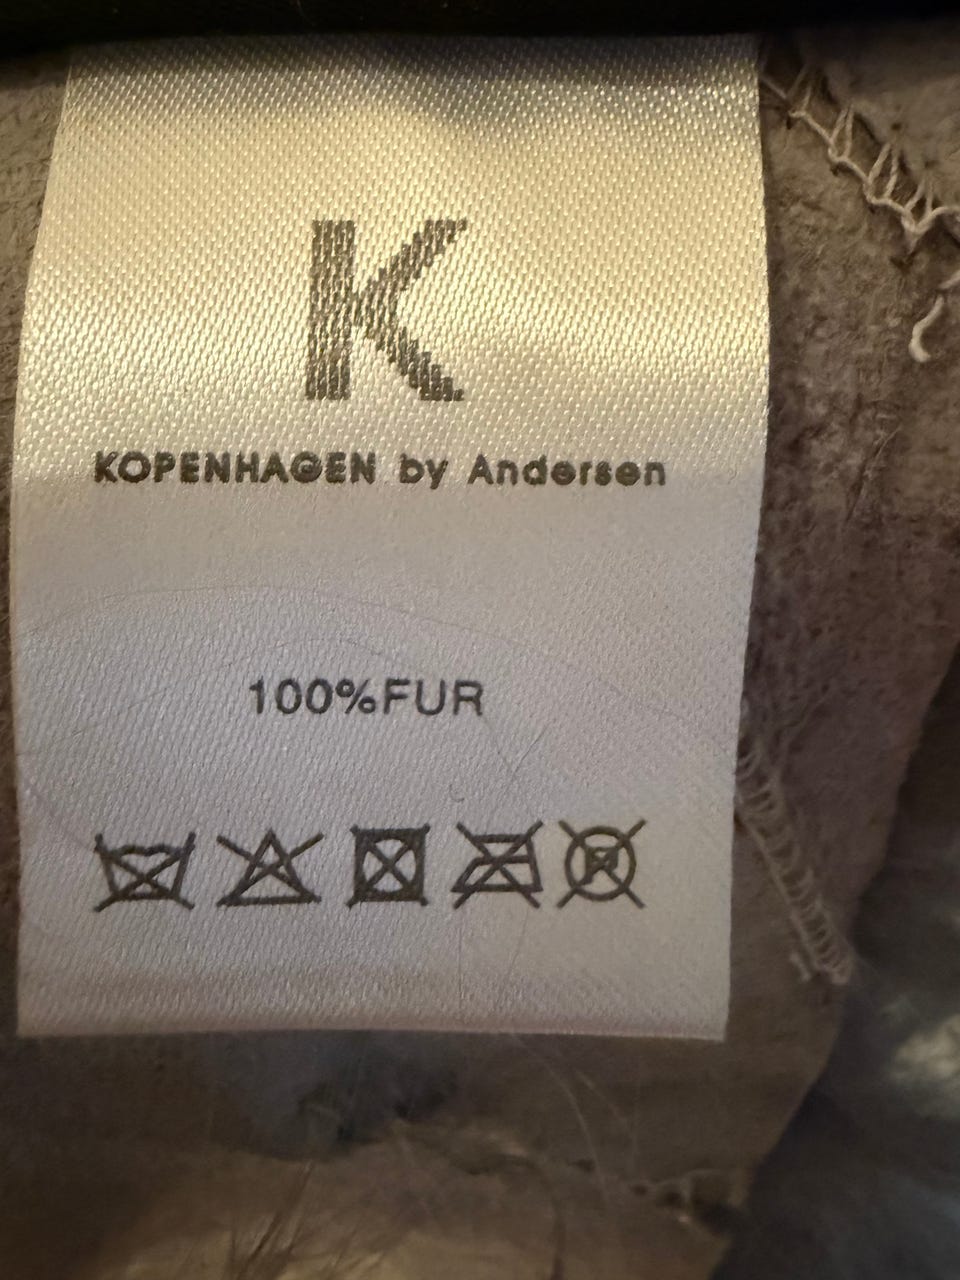 K
KOPENHAGEN by Andersen
100%FUR